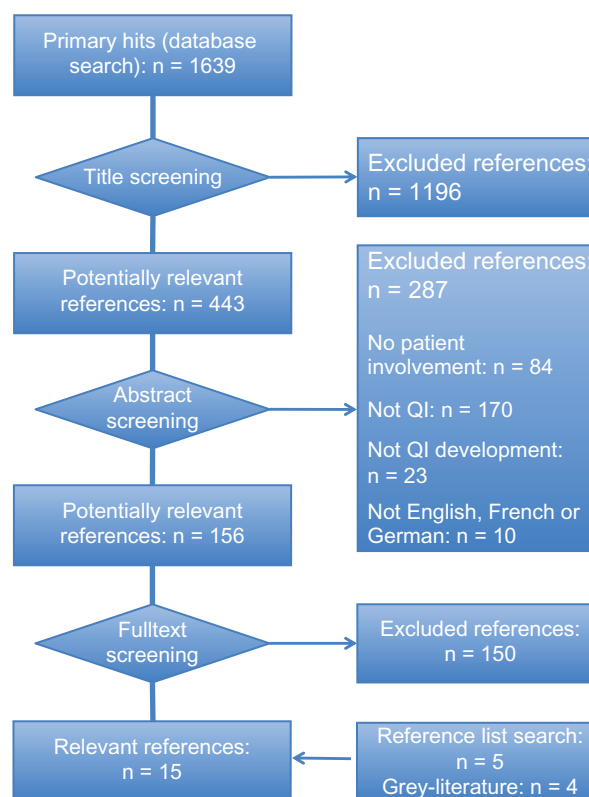 Primary hits (database
search): n = 1639
Title screening
Excluded references:
n = 1196
Potentially relevant
references: n = 443
Excluded references:
n = 287
No patient
involvement: n = 84
Not QI: n = 170
Not QI development:
n = 23
Not English, French or
German: n = 10
Abstract
screening
Potentially relevant
references: n = 156
Fulltext
screening
Excluded references:
n = 150
Relevant references:
n = 15
Reference list search:
n = 5
Grey-literature: n = 4